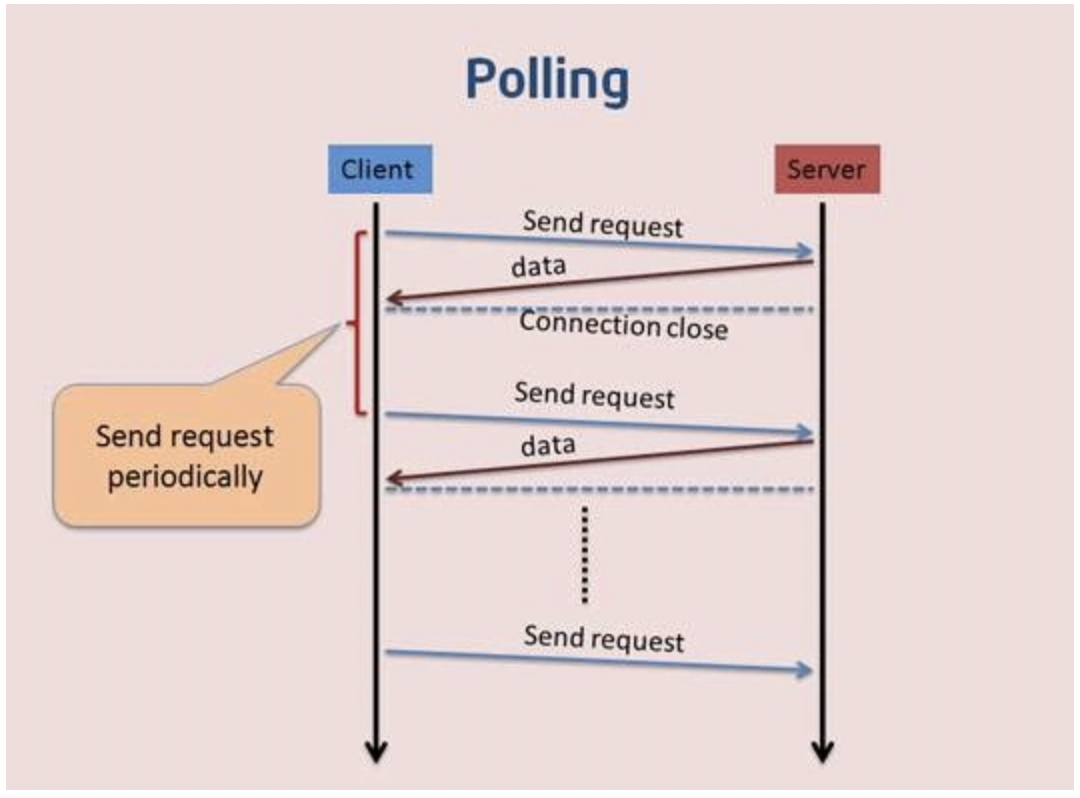 Polling
Client
Server
Send request
data
Connection close
Send request
data
Send request
periodically
Send request